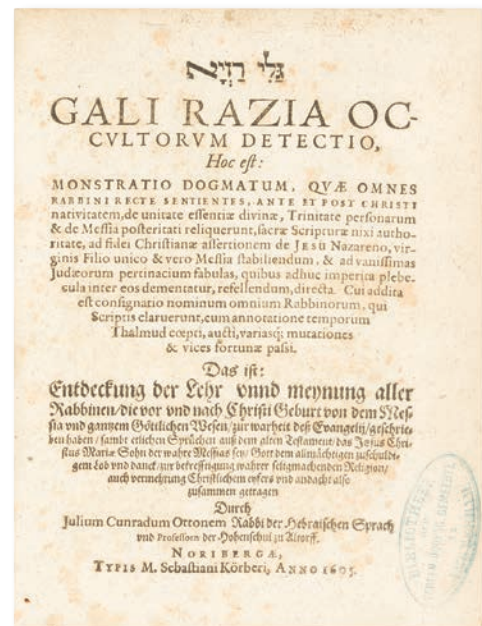 גלי רזיא
GALI RAZIA OC-
CVLTORVM DETECTIO,
Hoc est:
MONSTRATIO DOGMATUM, QVÆ OMNES
RABBINI RECTE SENTIENTES, ANTE ET POST CHRISTI
nativitatem, de unitate essentiæ divinæ, Trinitate personarum
& de Messia posteritati reliquerunt, sacræ Scripturæ nixi autho-
ritate, ad fidei Christianæ assertionem de JESU Nazareno, vir-
ginis Filio unico & vero Messia stabiliendum, & ad vanissimas
Judæorum pertinacium fabulas, quibus adhuc imperita plebe-
cula inter eos dementatur, refellendum, directa. Cui addita
est consignatio nominum omnium Rabbinorum, qui
Scriptis claruerunt, cum annotatione temporum
Thalmud cœpti, aucti, variasq; mutationes
& vices fortunæ passi.
Das ist:
Entdeckung der Lehr vnnd meynung aller
Rabbinen/die vor vnd nach Christi Geburt von dem Mes-
sia vnd gantzem Göttlichen Wesen/zur warheit deß Evangelij/geschrie-
ben haben/sambt etlichen Sprüchen auß dem alten Testament/das Jesus Chri-
stus Mariæ Sohn der wahre Messias sey/Gott dem allmächtigen zuschuldi-
gem Lob vnd danck/zur bekrefftigung wahrer seligmachenden Religion/
auch vermehrung Christlichem eyfers vnd andacht also
zusammen getragen
Durch
Julium Cunradum Ottonem Rabbi der Hebraischen Sprach
vnd Professorn der Hohenschul zu Altorff.
NORIBERGÆ,
TYPIS M. Sebastiani Körberi, ANNO 1605.